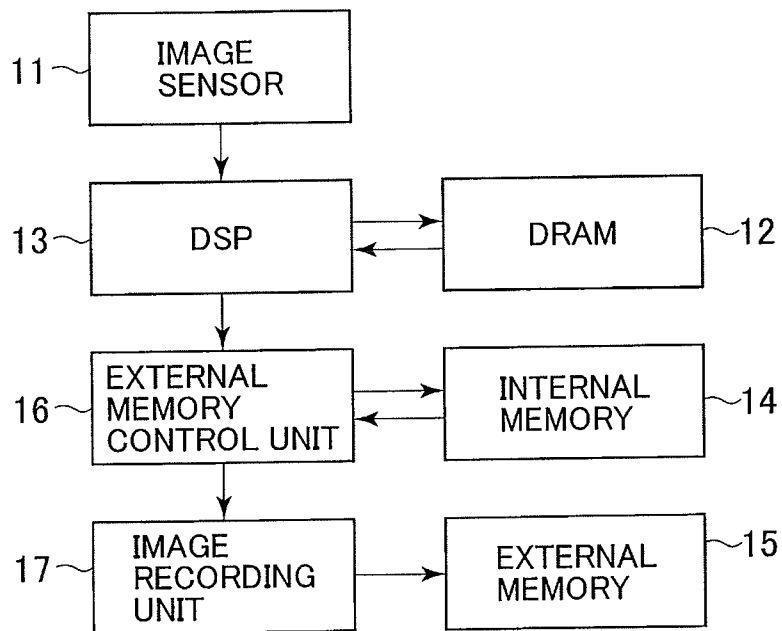 11
IMAGE
SENSOR
13
DSP
DRAM
12
16
EXTERNAL
MEMORY
CONTROL UNIT
INTERNAL
MEMORY
14
17
IMAGE
RECORDING
UNIT
EXTERNAL
MEMORY
15